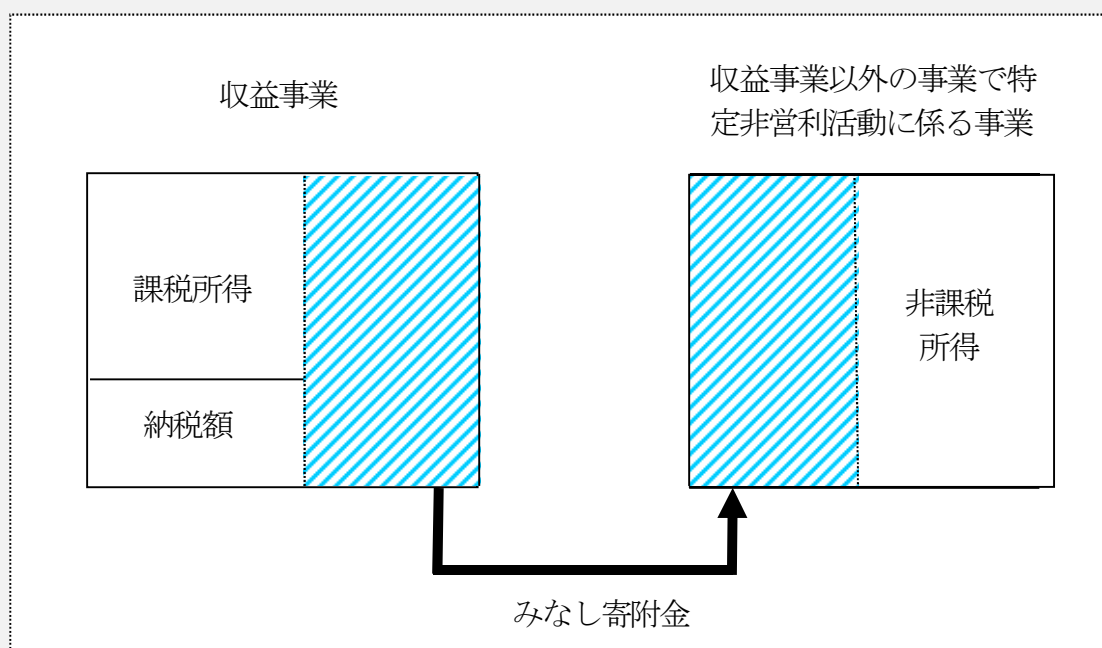 収益事業
収益事業以外の事業で特
定非営利活動に係る事業
課税所得
納税額
非課税
所得
みなし寄附金